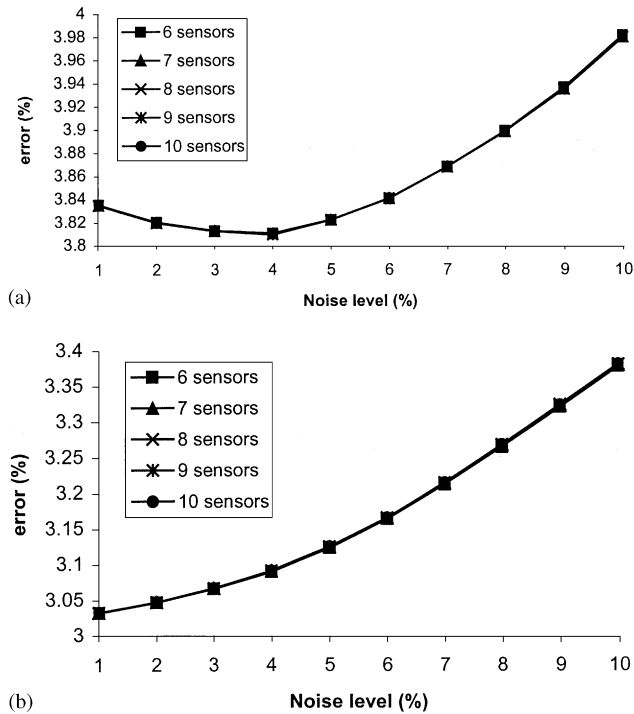 4
3.98
3.96
3.94
3.92
3.9
3.88
3.86
3.84
3.82
3.8
error (%)
6 sensors
7 sensors
8 sensors
9 sensors
10 sensors
1 2 3 4 5 6 7 8 9 10
Noise level (%)
(a)
3.4
3.35
3.3
3.25
3.2
3.15
3.1
3.05
3
error (%)
6 sensors
7 sensors
8 sensors
9 sensors
10 sensors
1 2 3 4 5 6 7 8 9 10
Noise level (%)
(b)